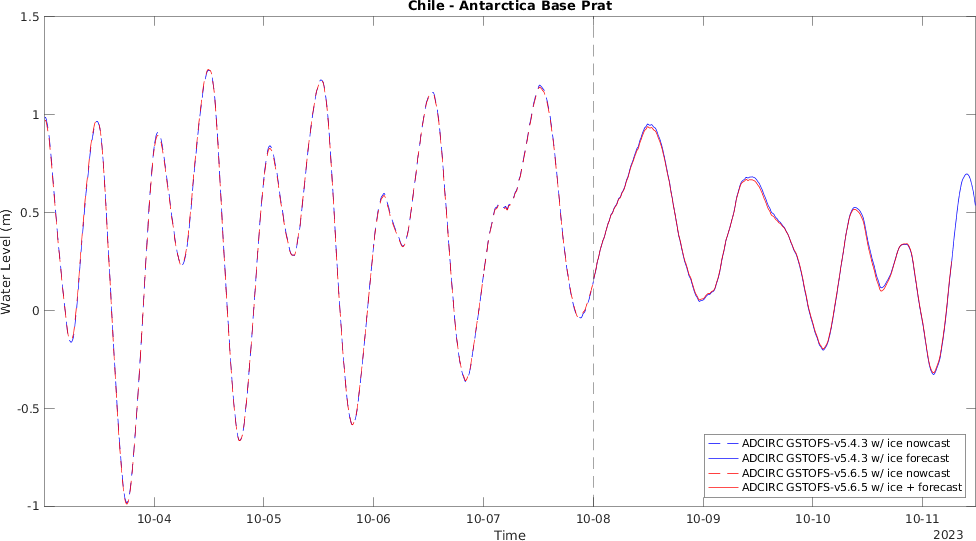 Chile - Antarctica Base Prat
1.5
1
0.5
0
-0.5
-1
Water Level (m)
ADCIRC GSTOFS-v5.4.3 w/ ice nowcast
ADCIRC GSTOFS-v5.4.3 w/ ice forecast
ADCIRC GSTOFS-v5.6.5 w/ ice nowcast
ADCIRC GSTOFS-v5.6.5 w/ ice + forecast
10-04 10-05 10-06 10-07 10-08 10-09 10-10 10-11
Time
2023